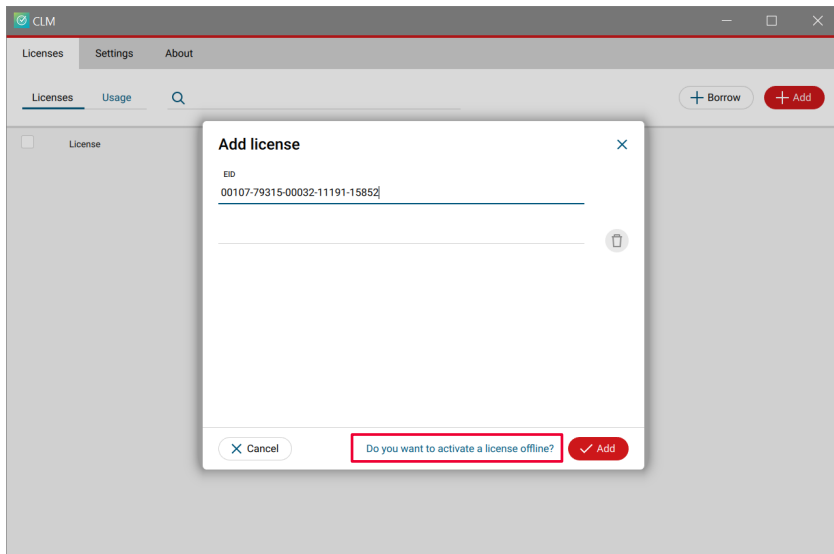 CLM
Licenses Settings About
Licenses Usage Borrow Add
License
Add license
EID
00107-79315-00032-11191-15852
Cancel Do you want to activate a license offline? Add